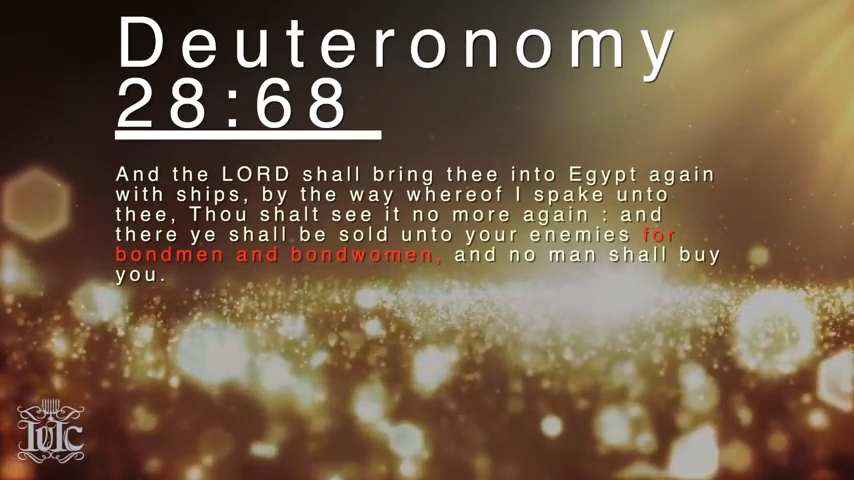 Deuteronomy
28:68
And the LORD shall bring thee into Egypt again
with ships, by the way whereof I spake unto
thee, Thou shalt see it no more again : and
there ye shall be sold unto your enemies for
bondmen and bondwomen, and no man shall buy
you.
IUIC